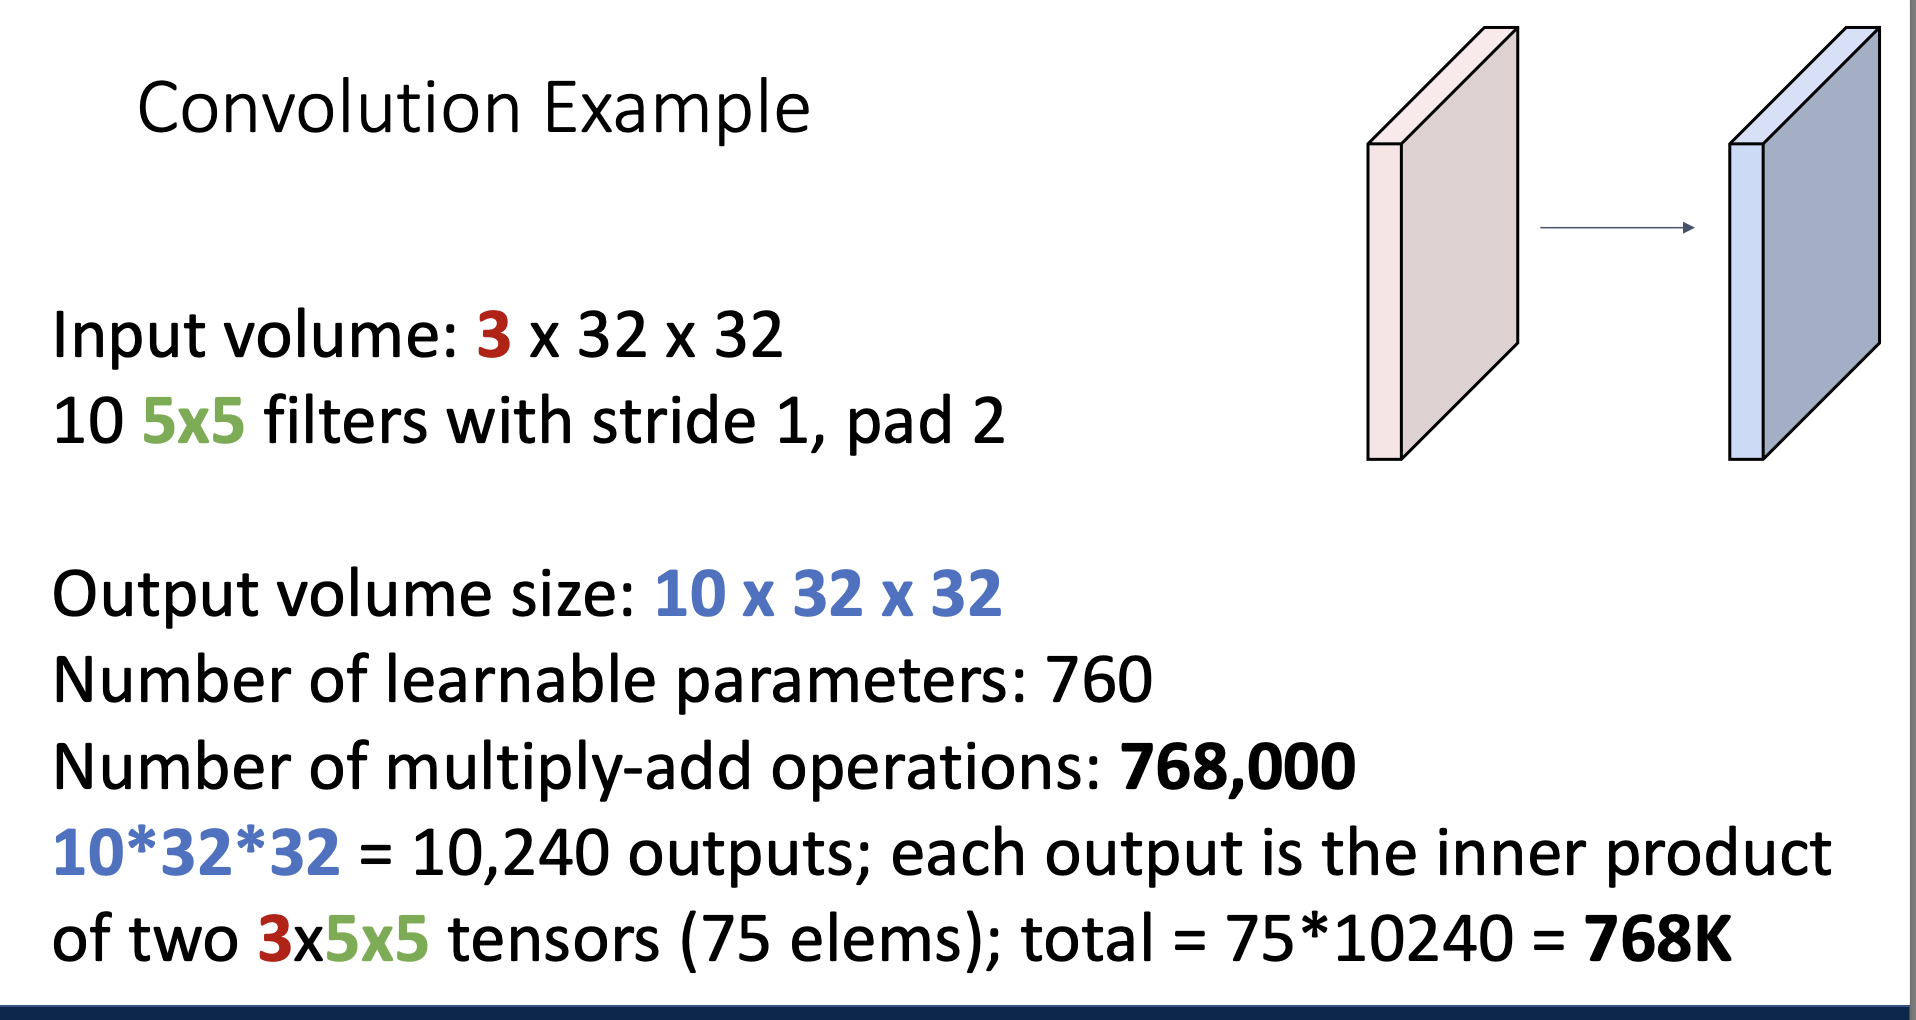 Convolution Example
Input volume: 3 x 32 x 32
10 5x5 filters with stride 1, pad 2
Output volume size: 10 x 32 x 32
Number of learnable parameters: 760
Number of multiply-add operations: 768,000
10*32*32 = 10,240 outputs; each output is the inner product
of two 3x5x5 tensors (75 elems); total = 75*10240 = 768K